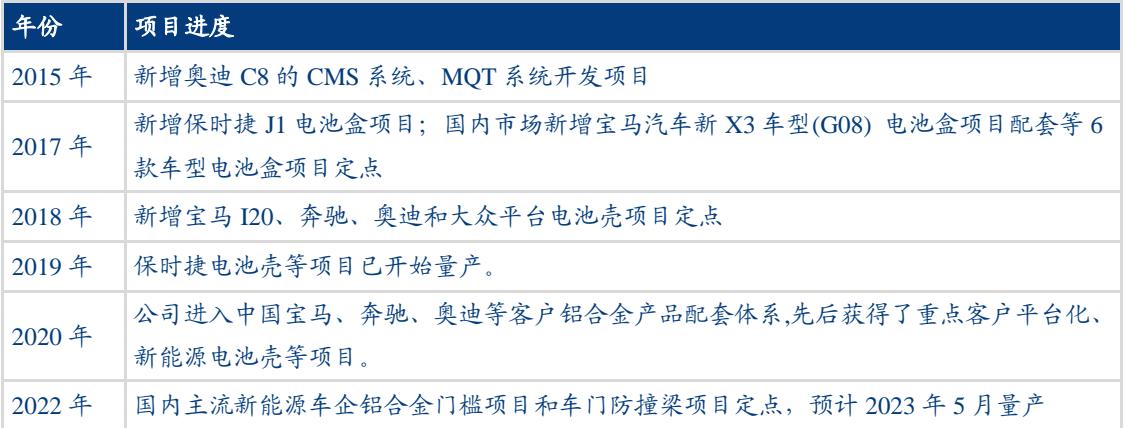 年份 项目进度
2015 年 新增奥迪 C8 的 CMS 系统、MQT 系统开发项目
2017 年 新增保时捷 J1 电池盒项目；国内市场新增宝马汽车新 X3 车型(G08) 电池盒项目配套等 6
款车型电池盒项目定点
2018 年 新增宝马 I20、奔驰、奥迪和大众平台电池壳项目定点
2019 年 保时捷电池壳等项目已开始量产。
2020 年 公司进入中国宝马、奔驰、奥迪等客户铝合金产品配套体系,先后获得了重点客户平台化、
新能源电池壳等项目。
2022 年 国内主流新能源车企铝合金门槛项目和车门防撞梁项目定点，预计 2023 年 5 月量产